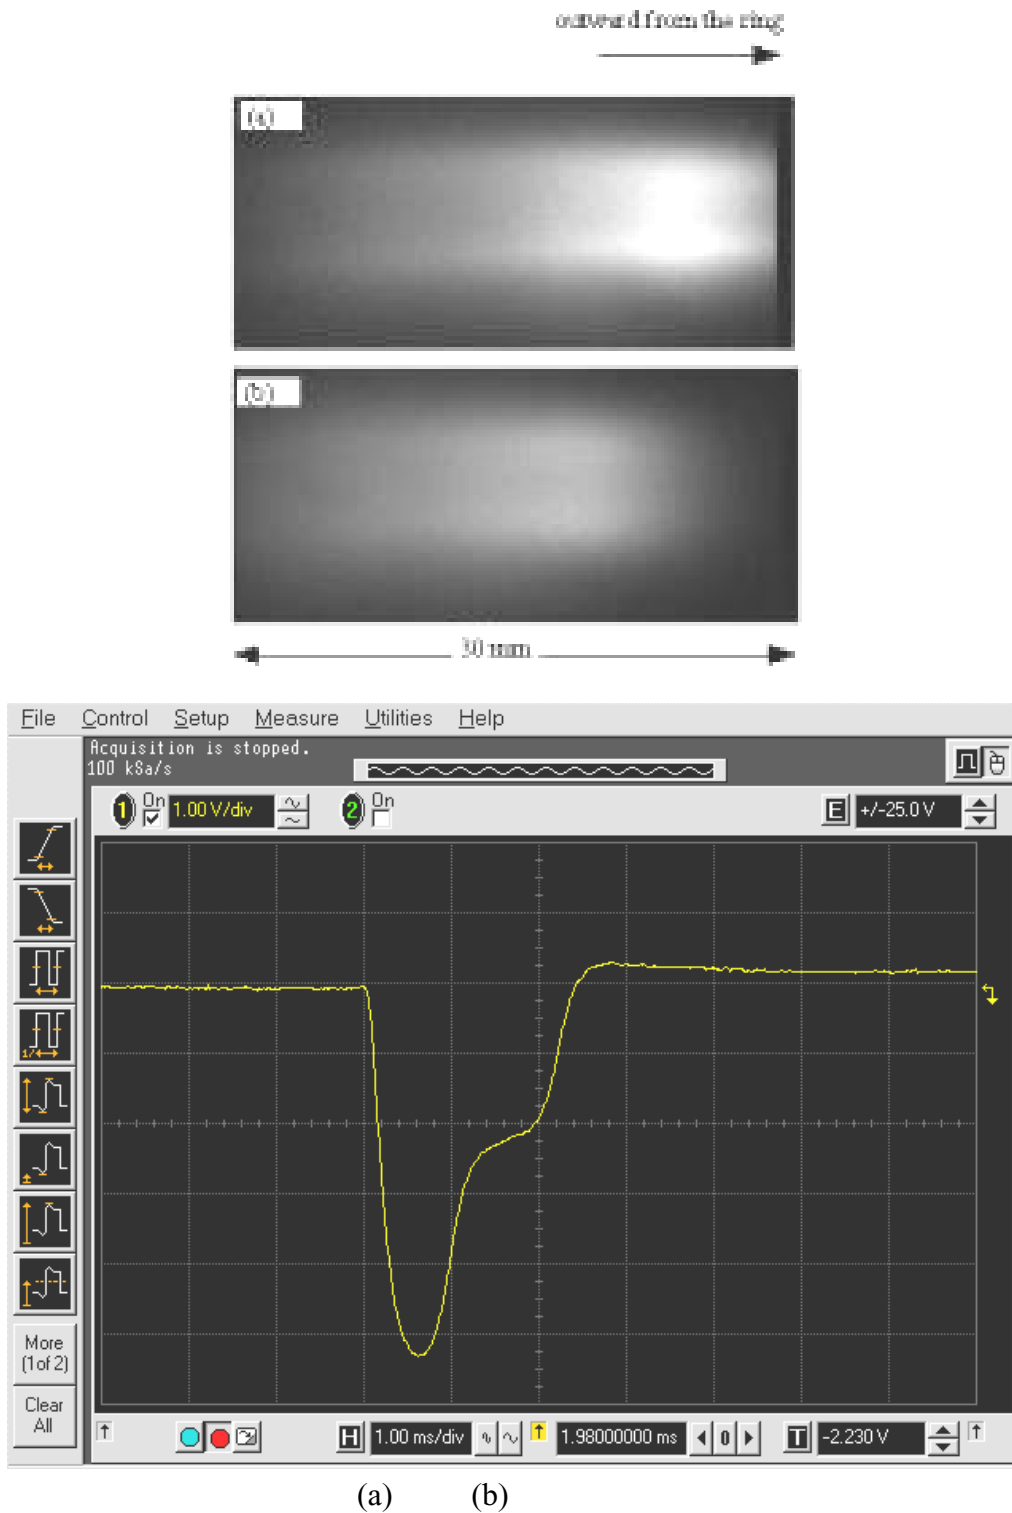 outward from the ring
(a)
(b)
30 mm
File Control Setup Measure Utilities Help
Acquisition is stopped.
100 kSa/s
1 On 1.00 V/div 2 On E +/-25.0 V
More
(1of 2)
Clear
All
H 1.00 ms/div 1.98000000 ms 0 T -2.230 V
(a) (b)